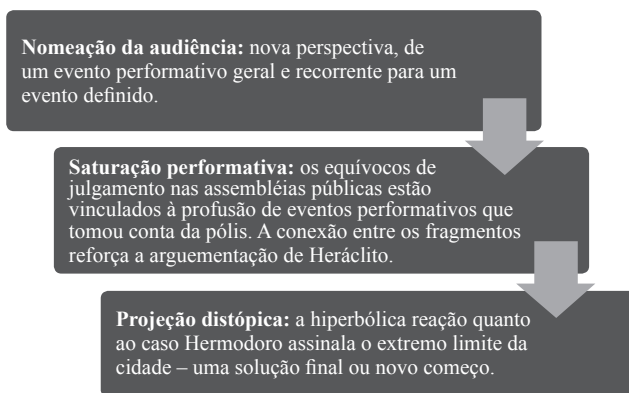 Nomeação da audiência: nova perspectiva, de
um evento performativo geral e recorrente para um
evento definido.
Saturação performativa: os equívocos de
julgamento nas assembléias públicas estão
vinculados à profusão de eventos performativos que
tomou conta da pólis. A conexão entre os fragmentos
reforça a arguementação de Heráclito.
Projeção distópica: a hiperbólica reação quanto
ao caso Hermodoro assinala o extremo limite da
cidade – uma solução final ou novo começo.